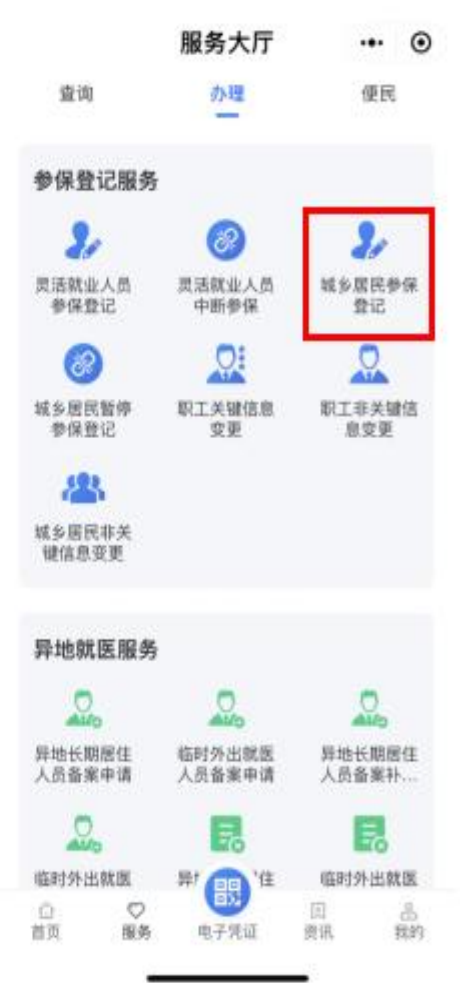 服务大厅
查询 办理 便民
参保登记服务
灵活就业人员 灵活就业人员 城乡居民参保
参保登记 中断参保 登记
城乡居民暂停 职工关键信息 职工非关键信
参保登记 变更 息变更
城乡居民非关
键信息变更
异地就医服务
异地长期居住 临时外出就医 异地长期居住
人员备案申请 人员备案申请 人员备案补...
临时外出就医 异地 住 临时外出就医
首页 服务 电子凭证 资讯 我的